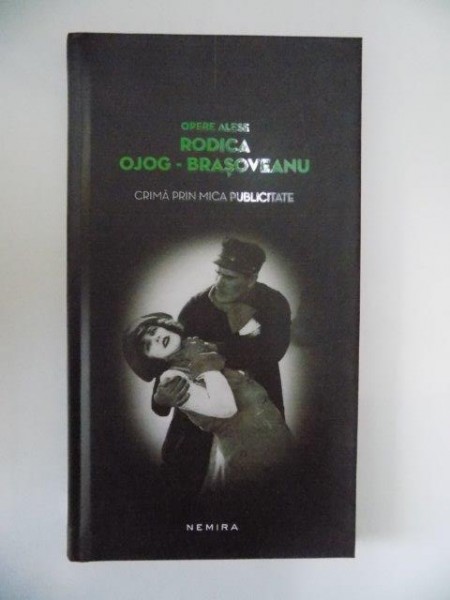 OPERE ALESE
RODICA
OJOG - BRAȘOVEANU
CRIMĂ PRIN MICA PUBLICITATE
NEMIRA